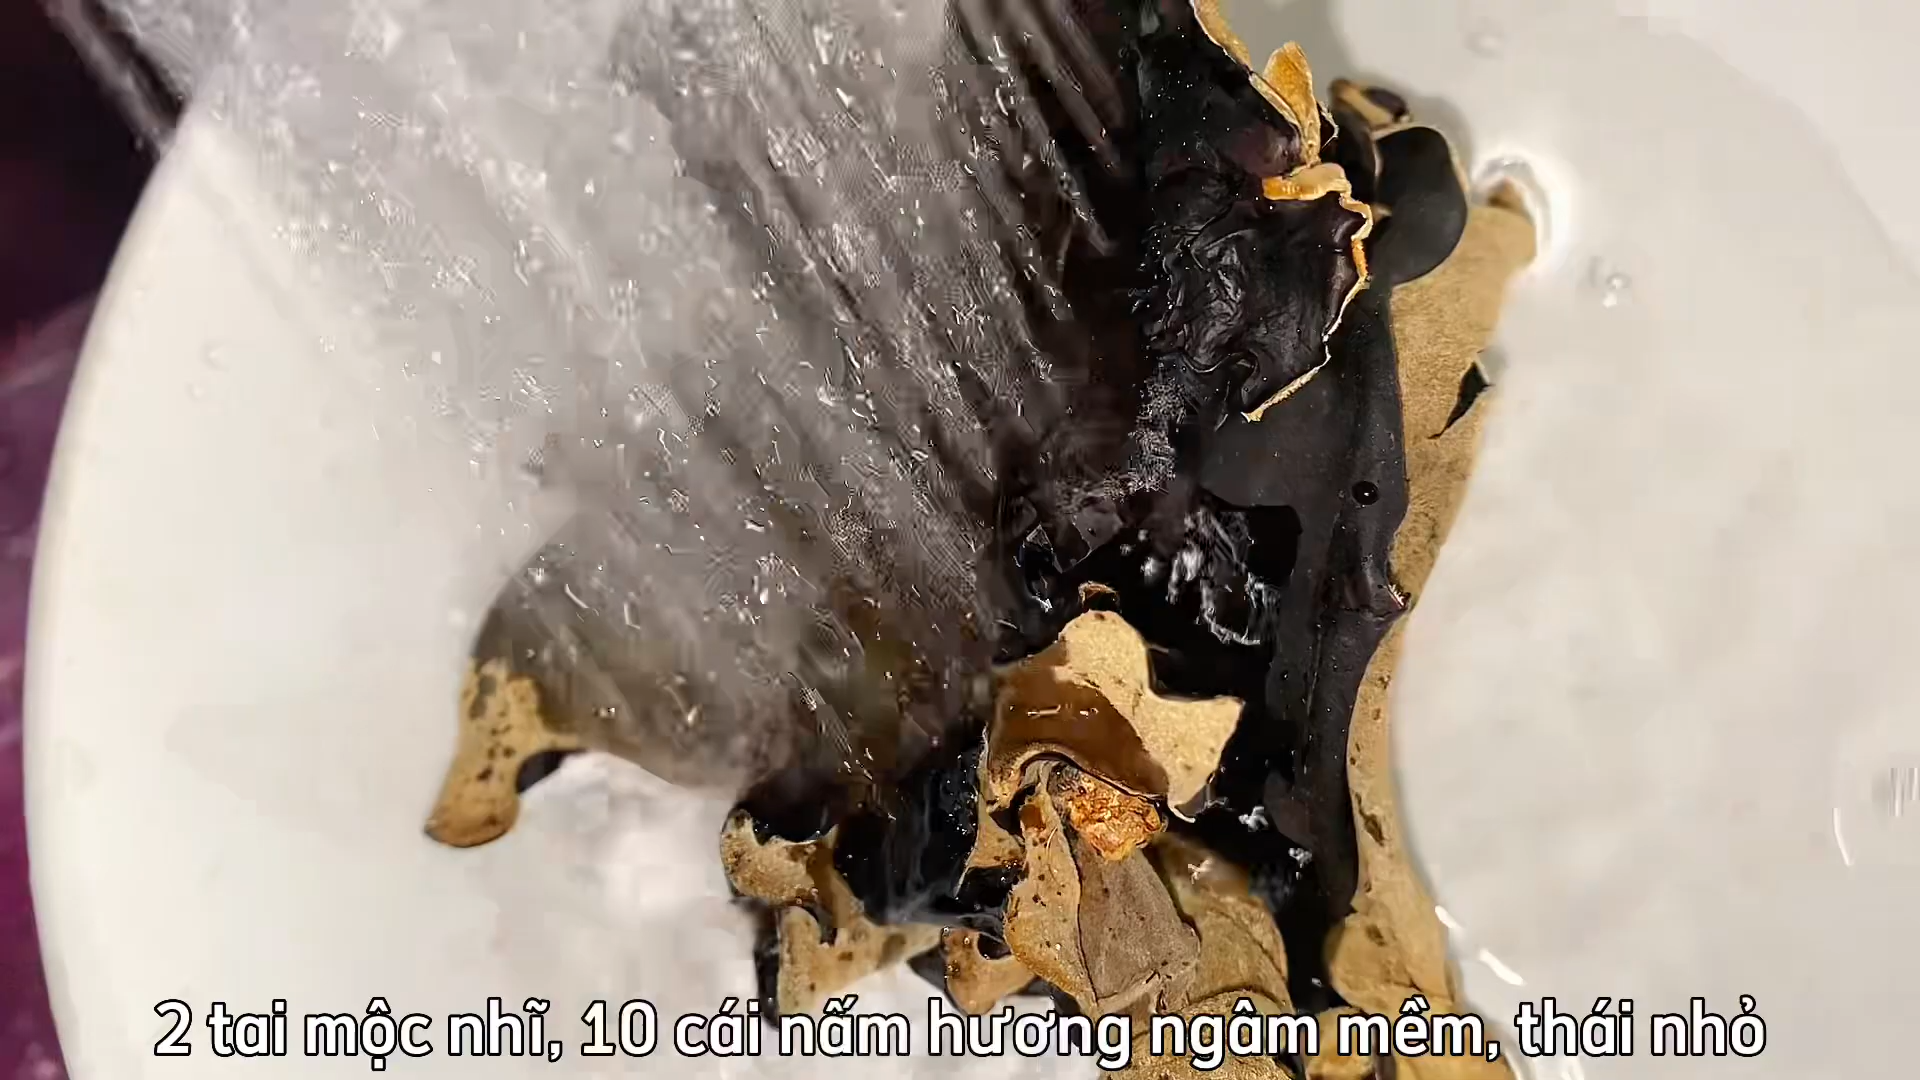 2 tai mộc nhĩ, 10 cái nấm hương ngâm mềm, thái nhỏ